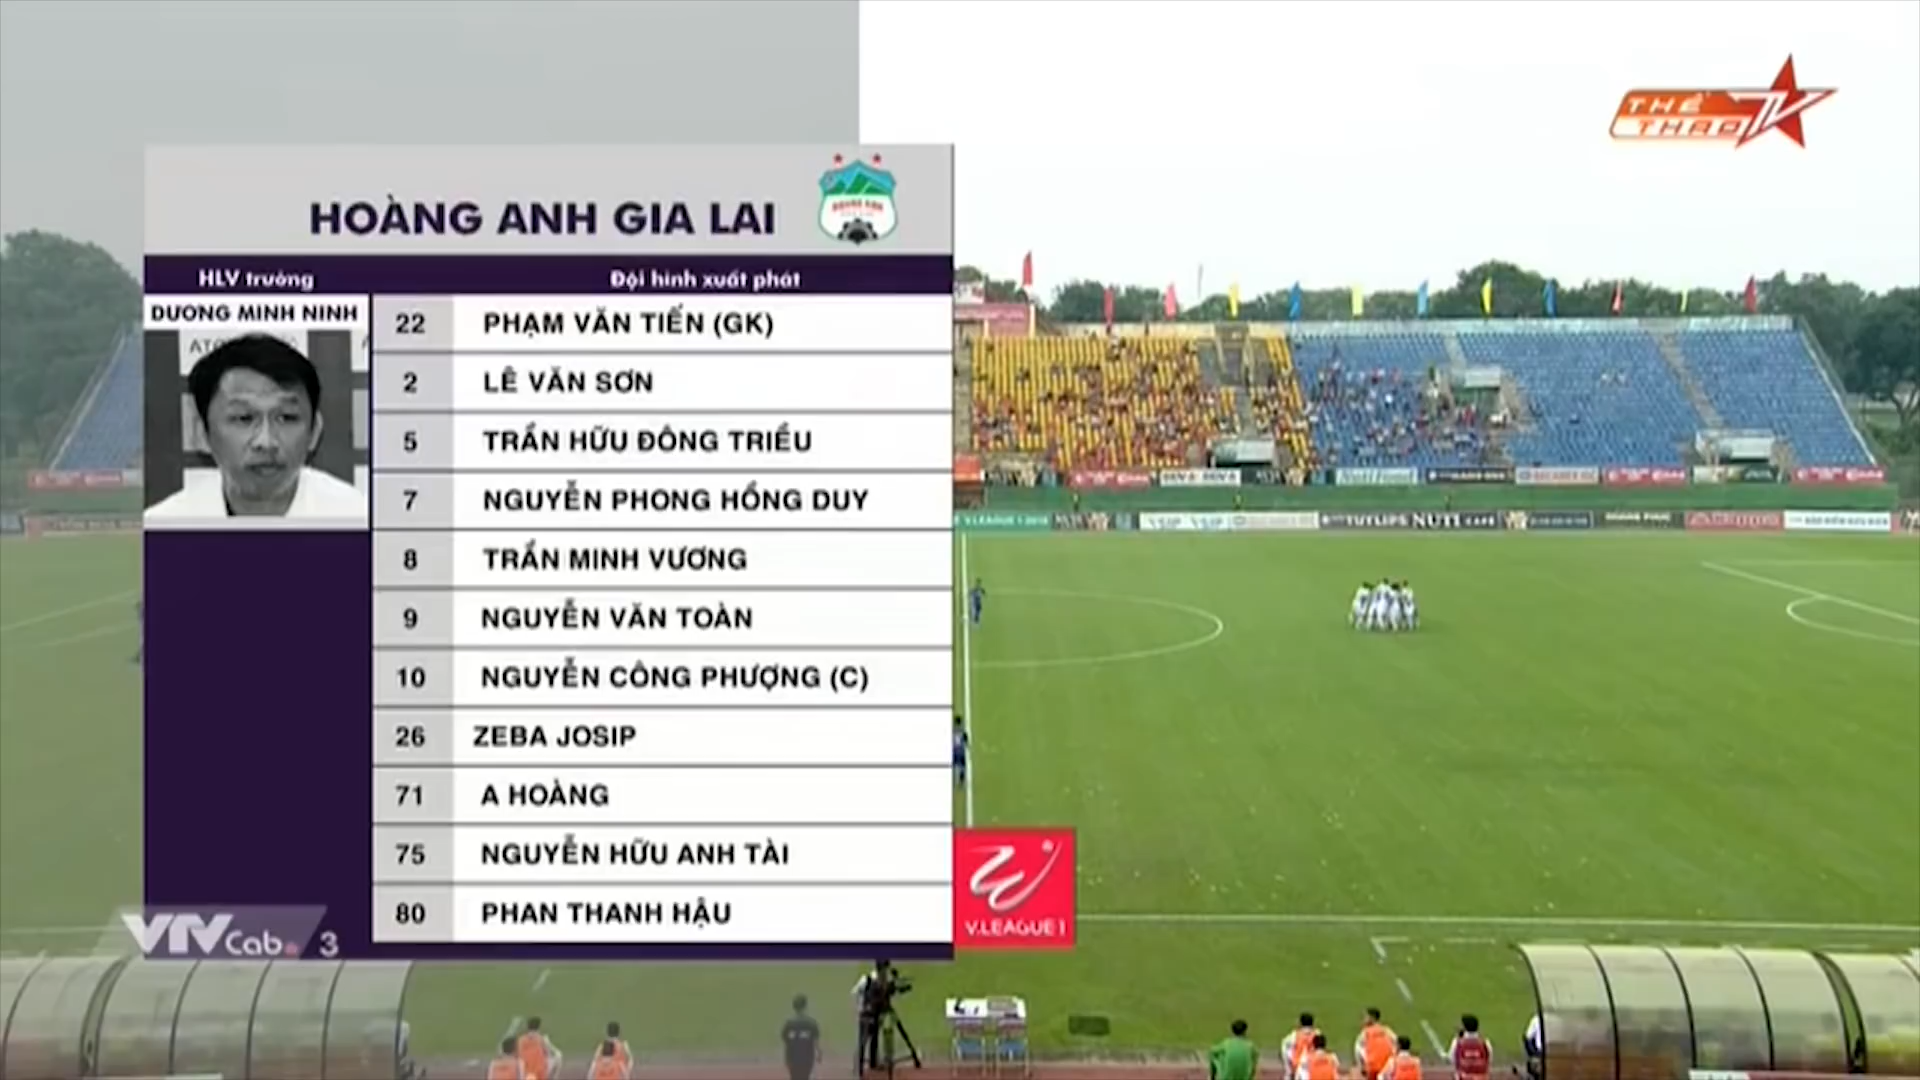 THỂ THAO TV
HOÀNG ANH GIA LAI
HLV trưởng
Đội hình xuất phát
DƯƠNG MINH NINH
22 PHẠM VĂN TIẾN (GK)
2 LÊ VĂN SƠN
5 TRẦN HỮU ĐÔNG TRIỀU
7 NGUYỄN PHONG HỒNG DUY
8 TRẦN MINH VƯƠNG
9 NGUYỄN VĂN TOÀN
10 NGUYỄN CÔNG PHƯỢNG (C)
26 ZEBA JOSIP
71 A HOÀNG
75 NGUYỄN HỮU ANH TÀI
80 PHAN THANH HẬU
V.LEAGUE 1
VTVCab 3